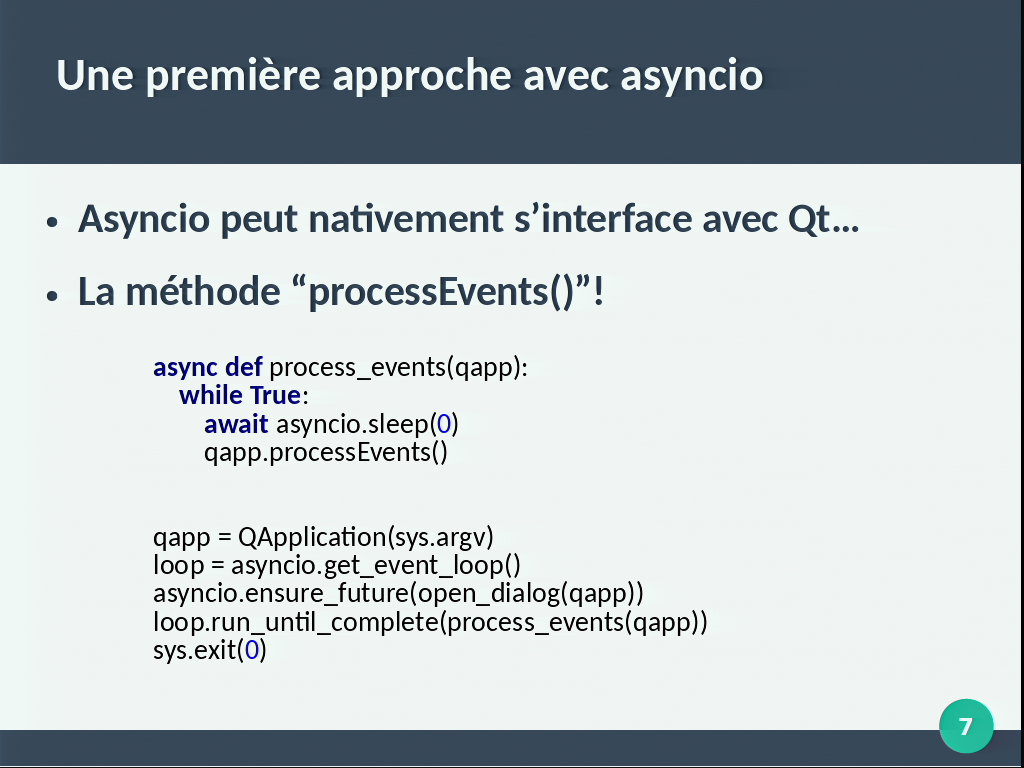 Une première approche avec asyncio
• Asyncio peut nativement s’interface avec Qt...
• La méthode “processEvents()”!
async def process_events(qapp):
    while True:
        await asyncio.sleep(0)
        qapp.processEvents()
qapp = QApplication(sys.argv)
loop = asyncio.get_event_loop()
asyncio.ensure_future(open_dialog(qapp))
loop.run_until_complete(process_events(qapp))
sys.exit(0)
7